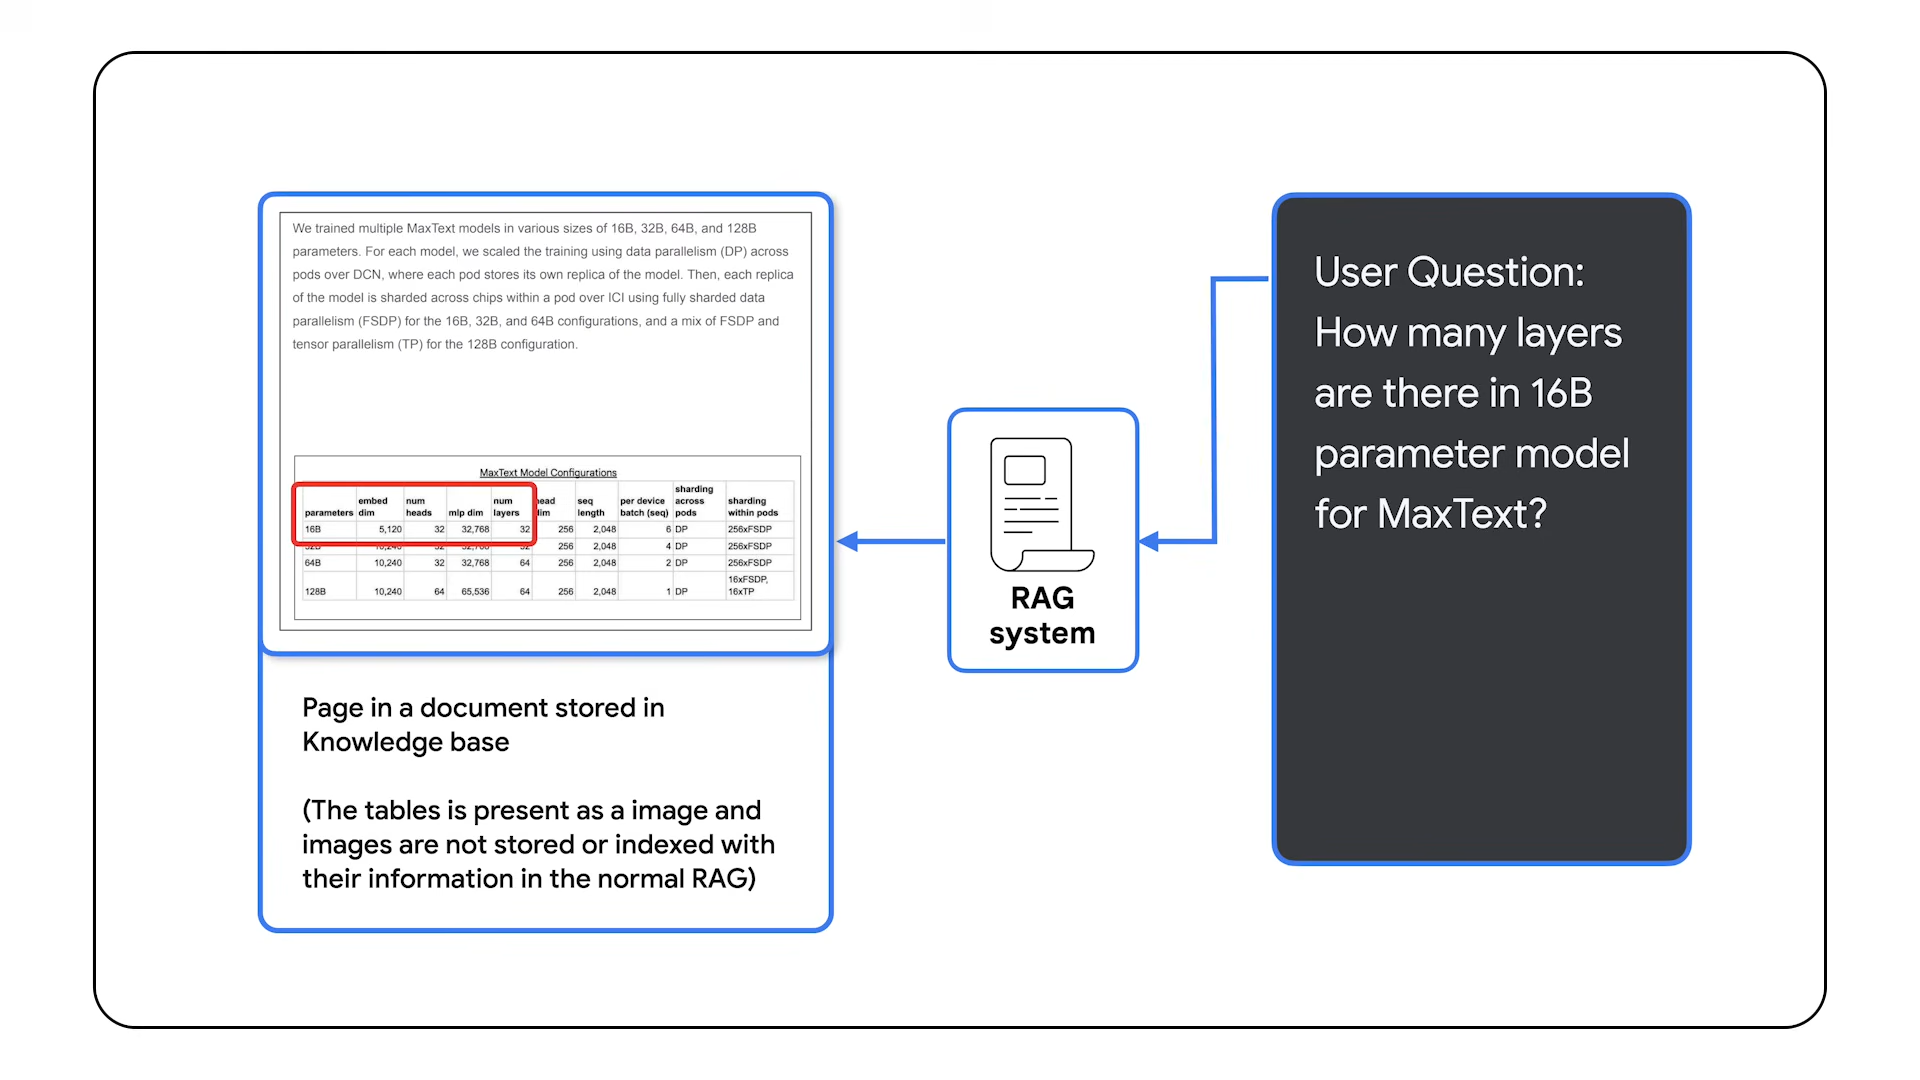 We trained multiple MaxText models in various sizes of 16B, 32B, 64B, and 128B
parameters. For each model, we scaled the training using data parallelism (DP) across
pods over DCN, where each pod stores its own replica of the model. Then, each replica
of the model is sharded across chips within a pod over ICI using fully sharded data
parallelism (FSDP) for the 16B, 32B, and 64B configurations, and a mix of FSDP and
tensor parallelism (TP) for the 128B configuration.
MaxText Model Configurations
parameters embed dim num heads mlp dim num layers head dim seq length per device batch (seq) sharding across pods sharding within pods
16B 5,120 32 32,768 32 256 2,048 6 DP 256xFSDP
32B 10,240 32 32,768 32 256 2,048 4 DP 256xFSDP
64B 10,240 32 32,768 64 256 2,048 2 DP 256xFSDP
128B 10,240 64 65,536 64 256 2,048 1 DP 16xFSDP, 16xTP
Page in a document stored in
Knowledge base
(The tables is present as a image and
images are not stored or indexed with
their information in the normal RAG)
RAG
system
User Question:
How many layers
are there in 16B
parameter model
for MaxText?